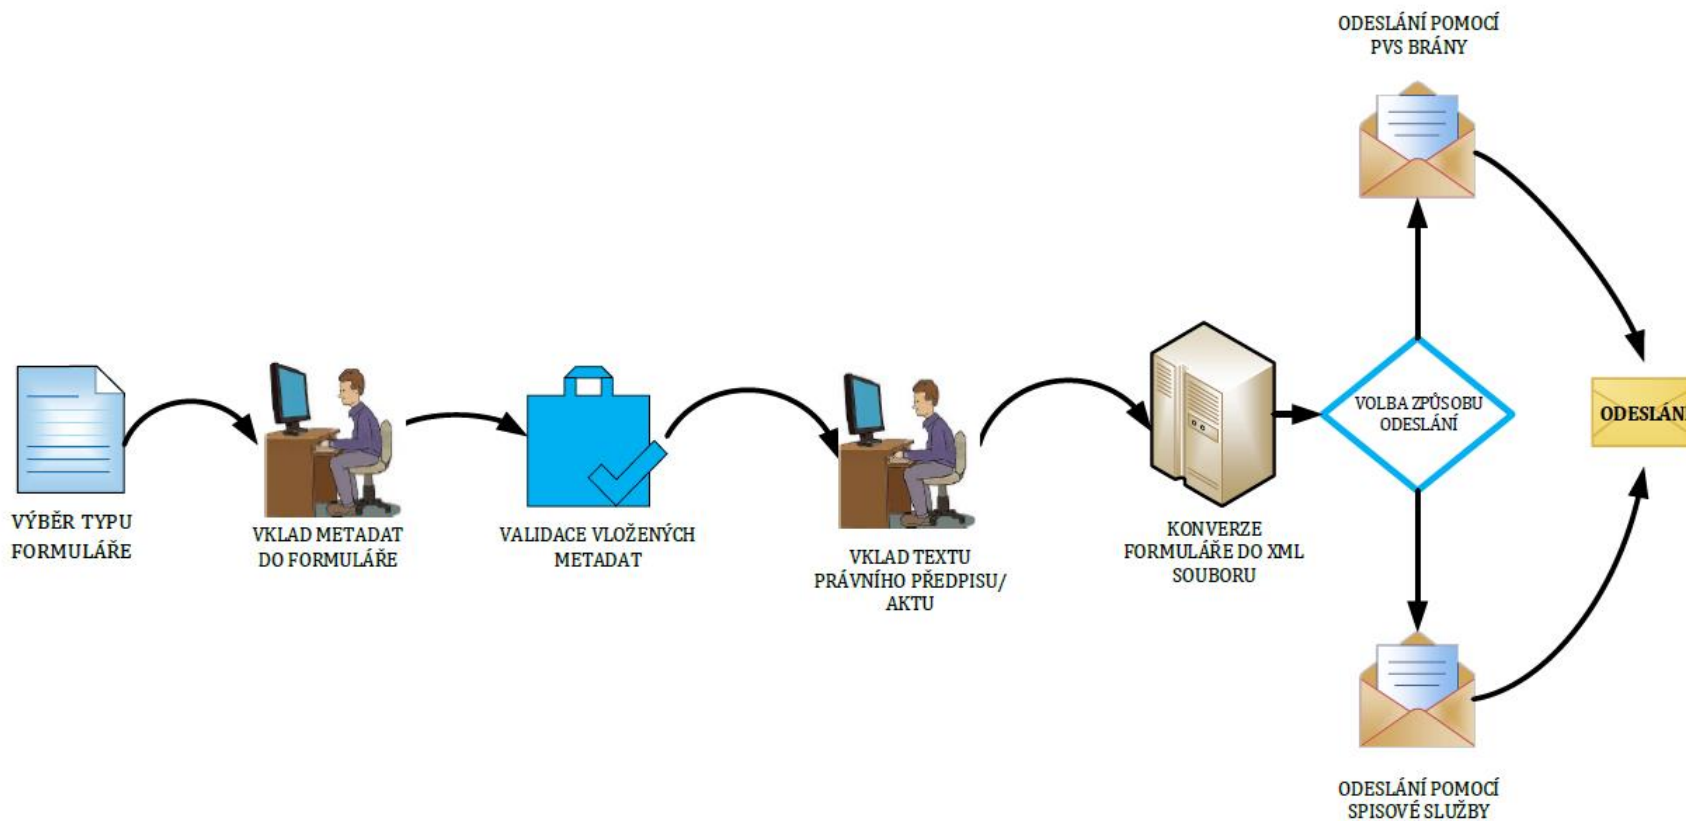 ODESLÁNÍ POMOCÍ
PVS BRÁNY
VÝBĚR TYPU
FORMULÁŘE
VKLAD METADAT
DO FORMULÁŘE
VALIDACE VLOŽENÝCH
METADAT
VKLAD TEXTU
PRÁVNÍHO PŘEDPISU/
AKTU
KONVERZE
FORMULÁŘE DO XML
SOUBORU
VOLBA ZPŮSOBU
ODESLÁNÍ
ODESLÁNÍ
ODESLÁNÍ POMOCÍ
SPISOVÉ SLUŽBY